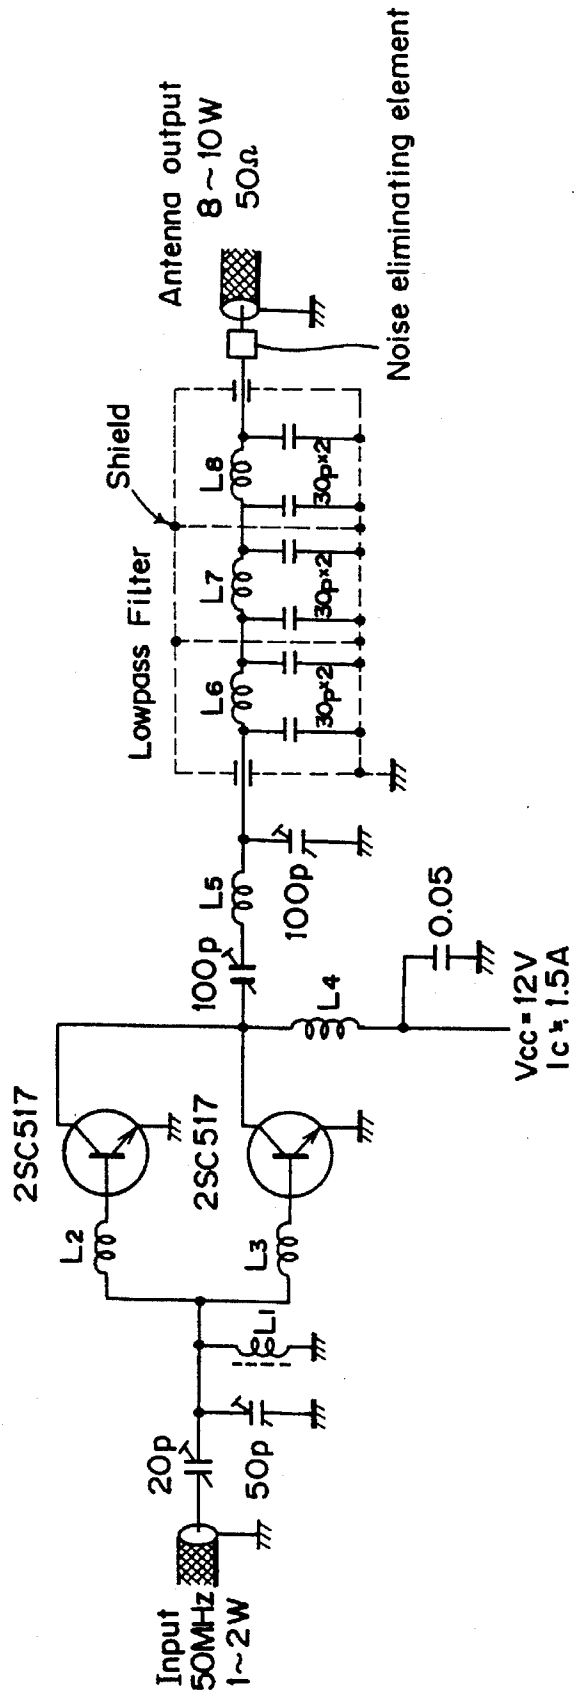 Input
50MHz
1~2W
20p
50p
L1
L2
L3
2SC517
2SC517
L4
0.05
Vcc=12V
Ic≒1.5A
100p
L5
100p
Lowpass Filter
Shield
L6
30p×2
L7
30p×2
L8
30p×2
Antenna output
8~10W
50Ω
Noise eliminating element